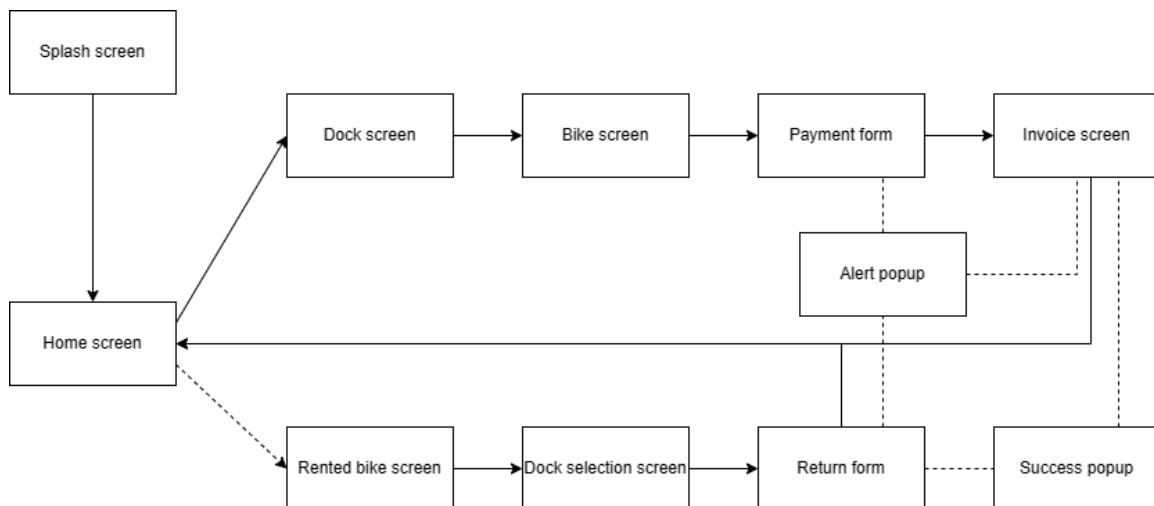 Splash screen
Dock screen
Bike screen
Payment form
Invoice screen
Alert popup
Home screen
Rented bike screen
Dock selection screen
Return form
Success popup